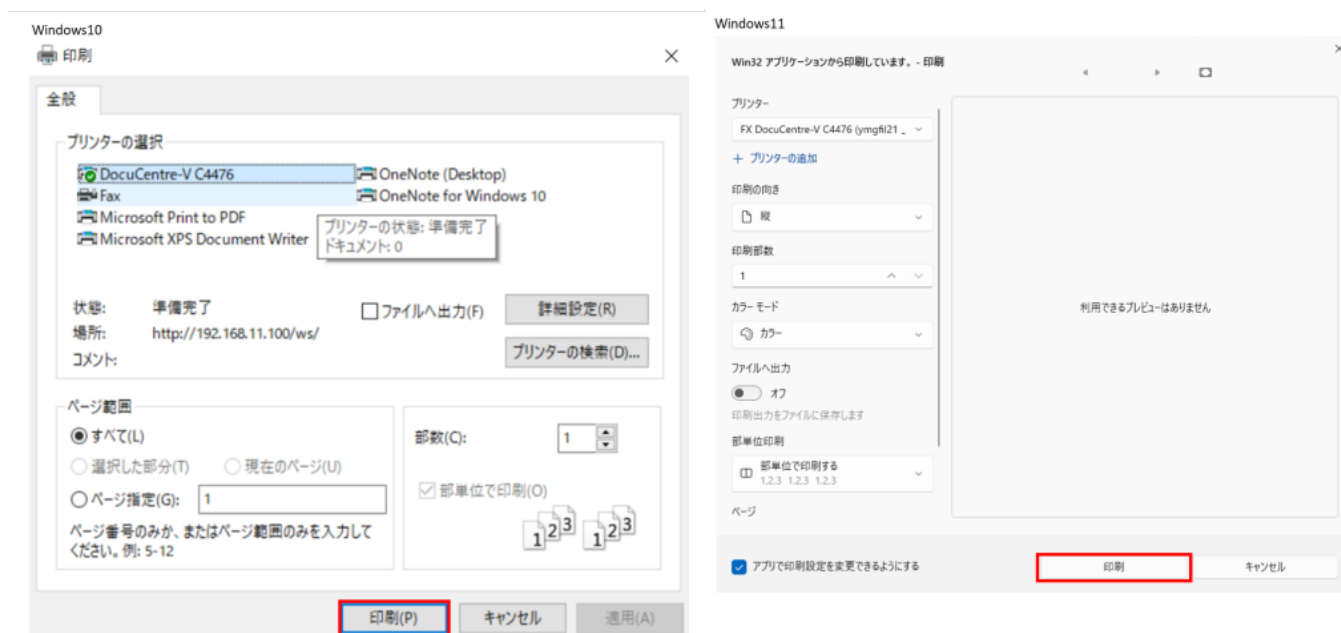 Windows10
印刷
全般
プリンターの選択
DocuCentre-V C4476
OneNote (Desktop)
Fax
OneNote for Windows 10
Microsoft Print to PDF
Microsoft XPS Document Writer
プリンターの状態: 準備完了
ドキュメント: 0
状態: 準備完了
ファイルへ出力(F)
詳細設定(R)
場所: http://192.168.11.100/ws/
コメント:
プリンターの検索(D)...
ページ範囲
すべて(L)
選択した部分(T) 現在のページ(U)
ページ指定(G): 1
ページ番号のみか、またはページ範囲のみを入力して
ください。例: 5-12
部数(C): 1
部単位で印刷(O)
1 2 3 1 2 3
印刷(P) キャンセル 適用(A)
Windows11
Win32 アプリケーションから印刷しています。- 印刷
プリンター
FX DocuCentre-V C4476 (ymgfil21 _
+ プリンターの追加
印刷の向き
縦
印刷部数
1
カラー モード
カラー
ファイルへ出力
オフ
印刷出力をファイルに保存します
部単位印刷
部単位で印刷する
1,2,3 1,2,3 1,2,3
ページ
利用できるプレビューはありません
アプリで印刷設定を変更できるようにする
印刷 キャンセル